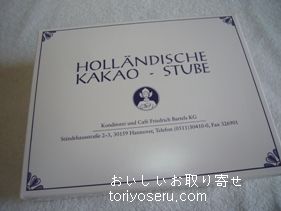 HOLLÄNDISCHE
KAKAO - STUBE
Konditorei und Café Friedrich Bartels KG
Ständehausstraße 2-3, 30159 Hannover, Telefon (0511)30410-0, Fax 326991
おいしいお取り寄せ
toriyoseru.com